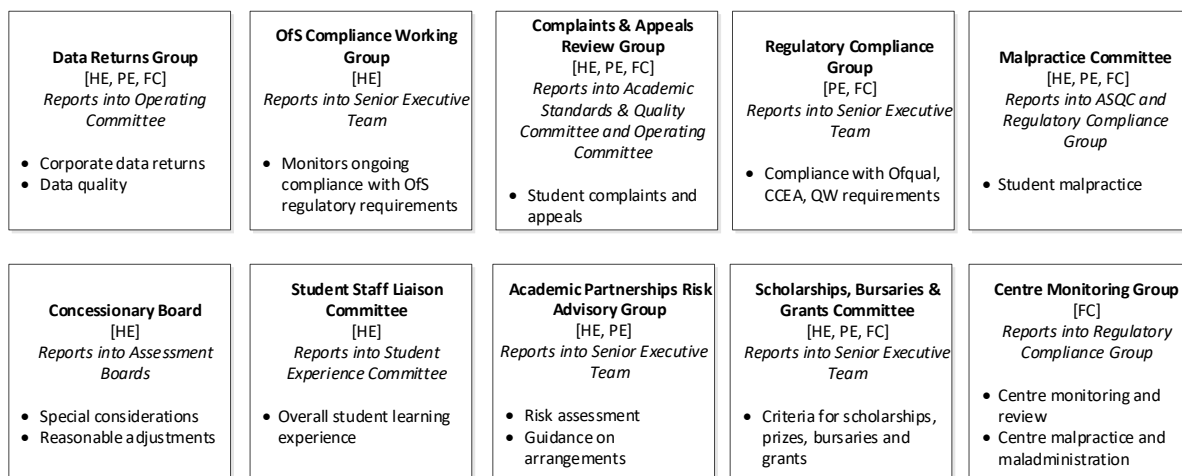 Data Returns Group
[HE, PE, FC]
Reports into Operating
Committee
• Corporate data returns
• Data quality
OfS Compliance Working
Group
[HE]
Reports into Senior Executive
Team
• Monitors ongoing
compliance with OfS
regulatory requirements
Complaints & Appeals
Review Group
[HE, PE, FC]
Reports into Academic
Standards & Quality
Committee and Operating
Committee
• Student complaints and
appeals
Regulatory Compliance
Group
[PE, FC]
Reports into Senior Executive
Team
• Compliance with Ofqual,
CCEA, QW requirements
Malpractice Committee
[HE, PE, FC]
Reports into ASQC and
Regulatory Compliance
Group
• Student malpractice
Concessionary Board
[HE]
Reports into Assessment
Boards
• Special considerations
• Reasonable adjustments
Student Staff Liaison
Committee
[HE]
Reports into Student
Experience Committee
• Overall student learning
experience
Academic Partnerships Risk
Advisory Group
[HE, PE]
Reports into Senior Executive
Team
• Risk assessment
• Guidance on
arrangements
Scholarships, Bursaries &
Grants Committee
[HE, PE, FC]
Reports into Senior Executive
Team
• Criteria for scholarships,
prizes, bursaries and
grants
Centre Monitoring Group
[FC]
Reports into Regulatory
Compliance Group
• Centre monitoring and
review
• Centre malpractice and
maladministration